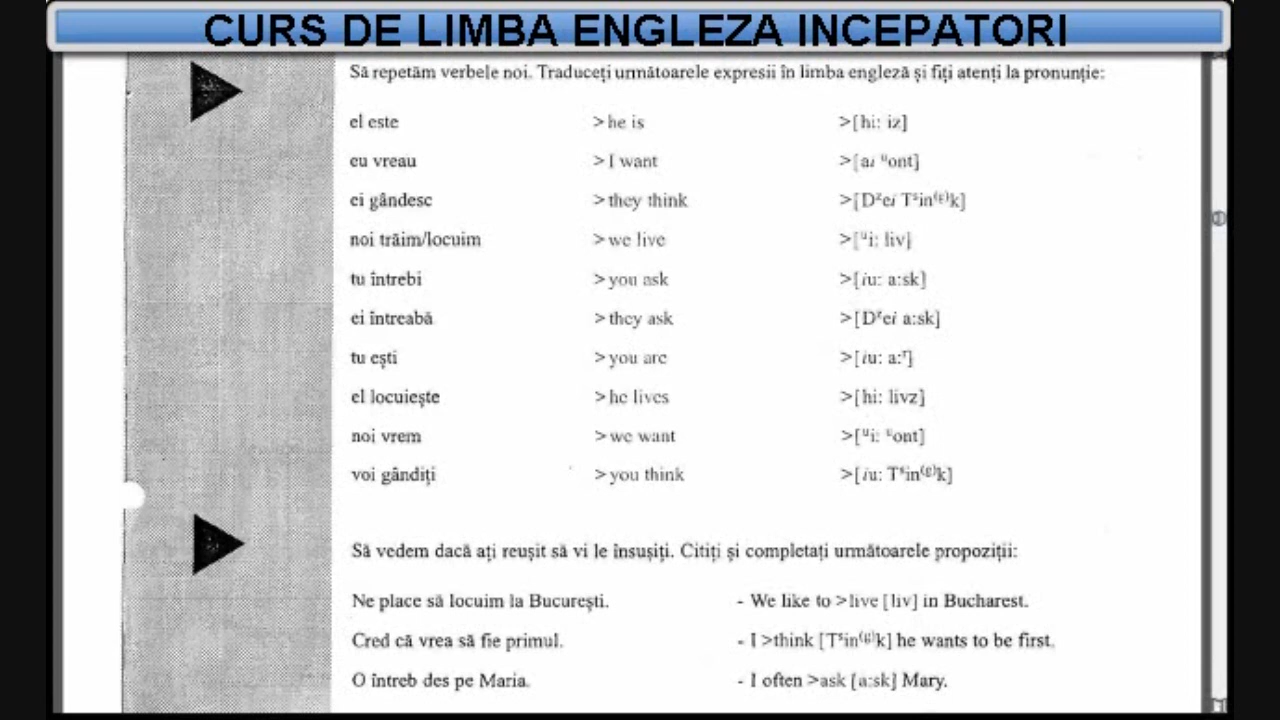 CURS DE LIMBA ENGLEZA INCEPATORI
Să repetăm verbele noi. Traduceți următoarele expresii în limba engleză și fiți atenți la pronunție:
el este >he is >[hi: iz]
eu vreau >I want >[ai ᵘont]
ei gândesc >they think >[Dᶻei Tˢin⁽ᵍ⁾k]
noi trăim/locuim >we live >[ᵘi: liv]
tu întrebi >you ask >[iu: a:sk]
ei întreabă >they ask >[Dᶻei a:sk]
tu ești >you are >[iu: a:ʳ]
el locuiește >he lives >[hi: livz]
noi vrem >we want >[ᵘi: ᵘont]
voi gândiți >you think >[iu: Tˢin⁽ᵍ⁾k]
Să vedem dacă ați reușit să vi le însușiți. Citiți și completați următoarele propoziții:
Ne place să locuim la București. - We like to >live [liv] in Bucharest.
Cred că vrea să fie primul. - I >think [Tˢin⁽ᵍ⁾k] he wants to be first.
O întreb des pe Maria. - I often >ask [a:sk] Mary.